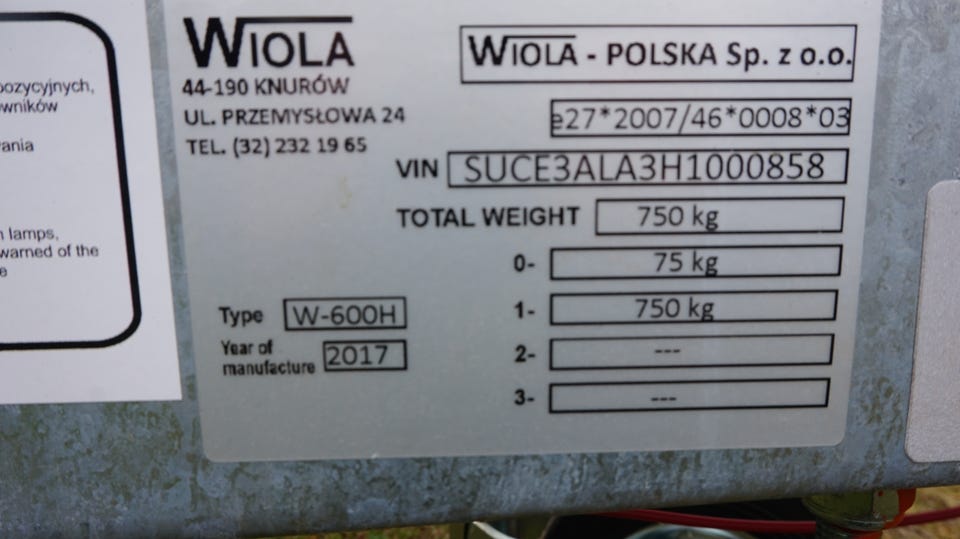 pozycyjnych,
wników
ania
lamps,
warned of the
e
WIOLA
44-190 KNURÓW
UL. PRZEMYSŁOWA 24
TEL. (32) 232 19 65
WIOLA - POLSKA Sp. z o.o.
e27*2007/46*0008*03
VIN SUCE3ALA3H1000858
TOTAL WEIGHT 750 kg
0- 75 kg
1- 750 kg
2- ---
3- ---
Type W-600H
Year of
manufacture 2017